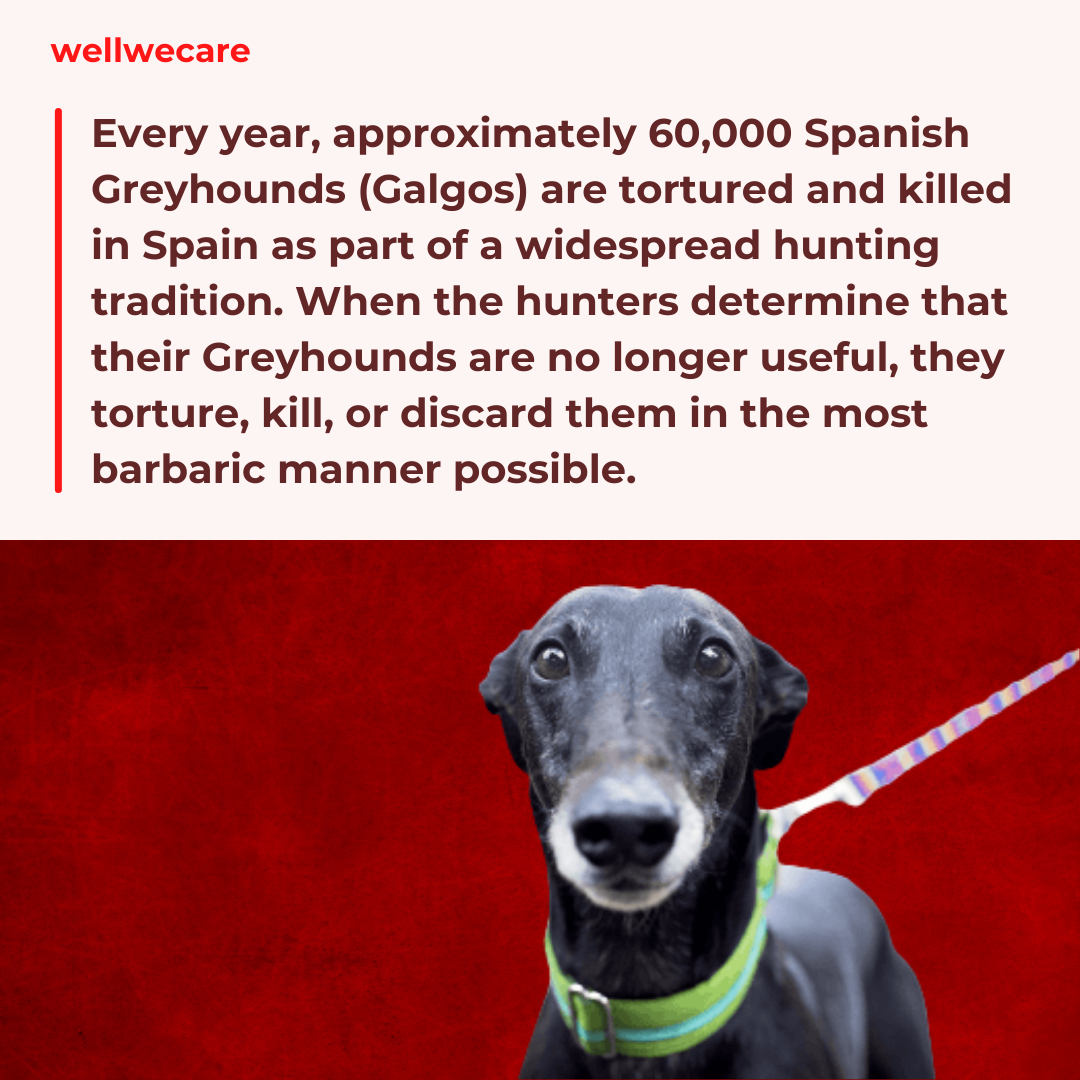 wellwecare
Every year, approximately 60,000 Spanish
Greyhounds (Galgos) are tortured and killed
in Spain as part of a widespread hunting
tradition. When the hunters determine that
their Greyhounds are no longer useful, they
torture, kill, or discard them in the most
barbaric manner possible.